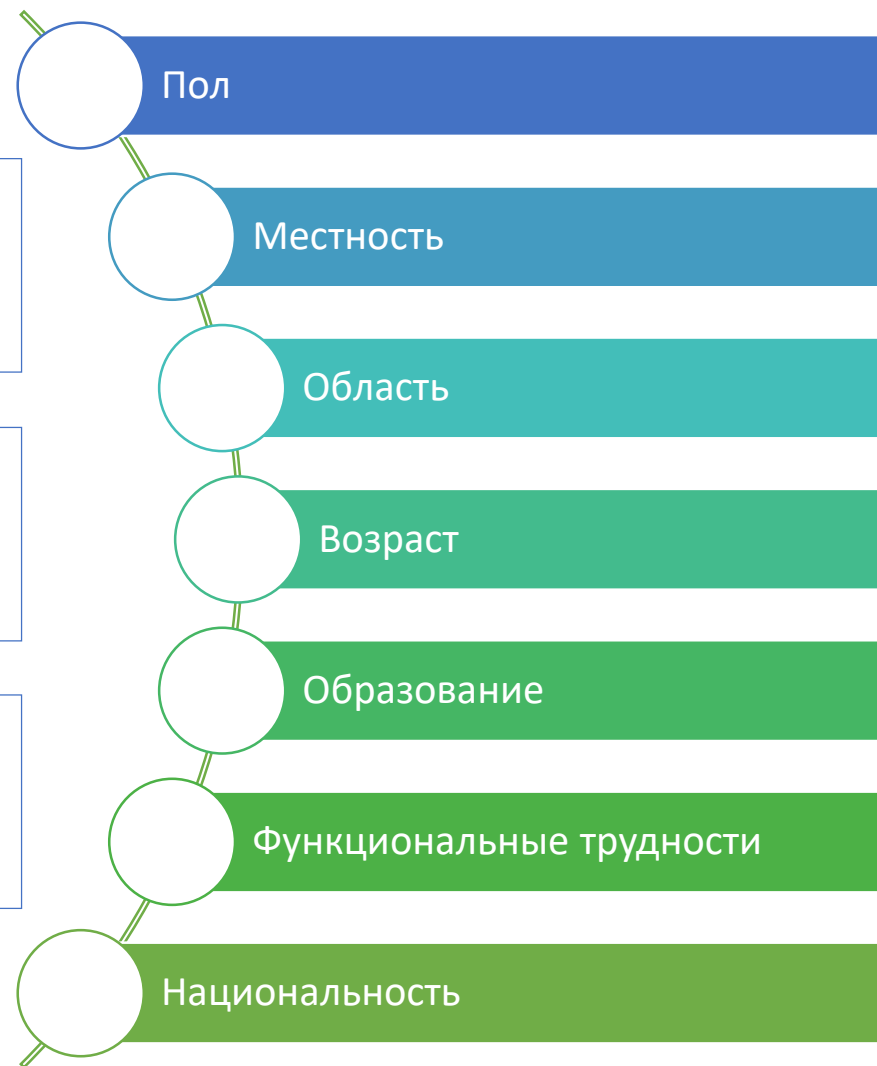 Пол
Местность
Область
Возраст
Образование
Функциональные трудности
Национальность